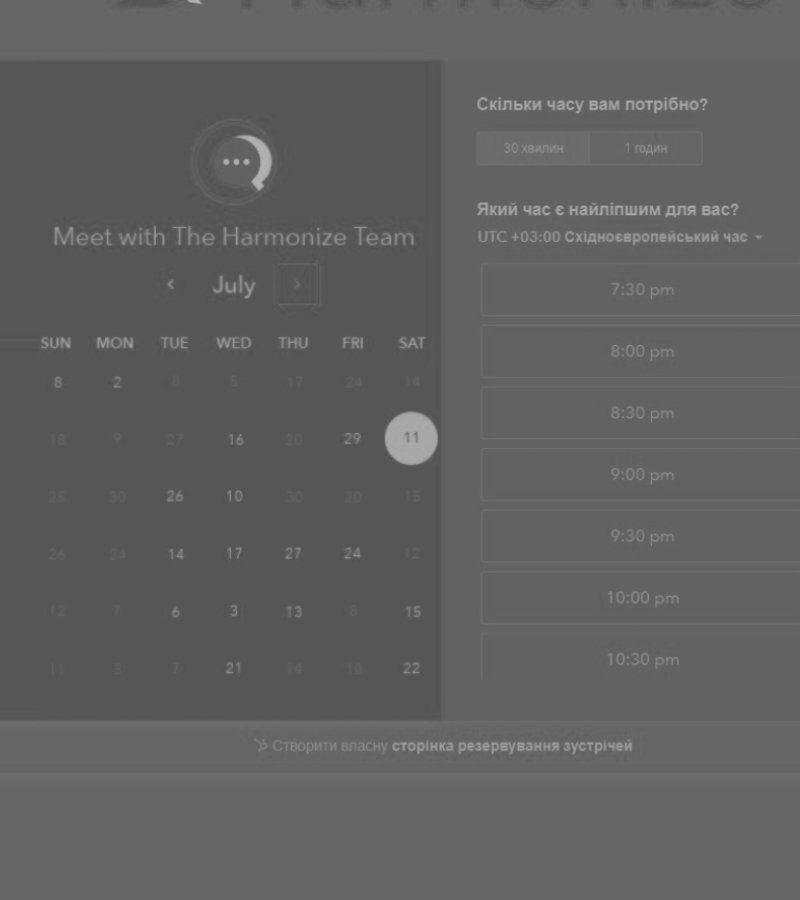 Meet with The Harmonize Team
July
SUN MON TUE WED THU FRI SAT
8 2 8 5 17 24 14
18 9 27 16 20 29 11
25 30 26 10 30 20 15
26 24 14 17 27 24 12
12 7 6 3 13 8 15
11 3 7 21 14 10 22
Скільки часу вам потрібно?
30 хвилин 1 годин
Який час є найліпшим для вас?
UTC +03:00 Східноєвропейський час
7:30 pm
8:00 pm
8:30 pm
9:00 pm
9:30 pm
10:00 pm
10:30 pm
Створити власну сторінка резервування зустрічей